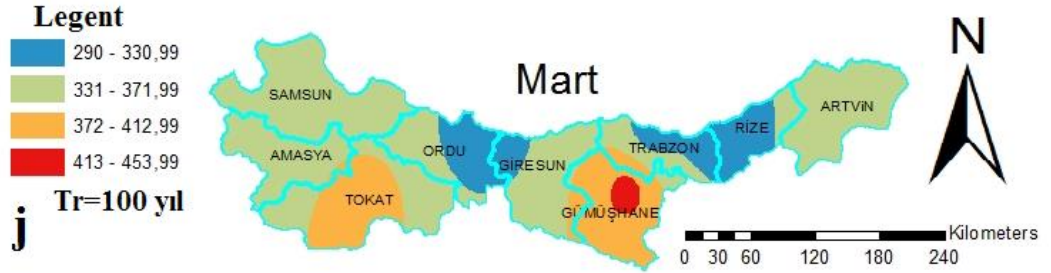 Legent
290 - 330,99
331 - 371,99
372 - 412,99
413 - 453,99
Tr=100 yıl
j
Mart
N
SAMSUN
AMASYA
TOKAT
ORDU
GİRESUN
GÜMÜŞHANE
TRABZON
RİZE
ARTViN
Kilometers
0 30 60 120 180 240